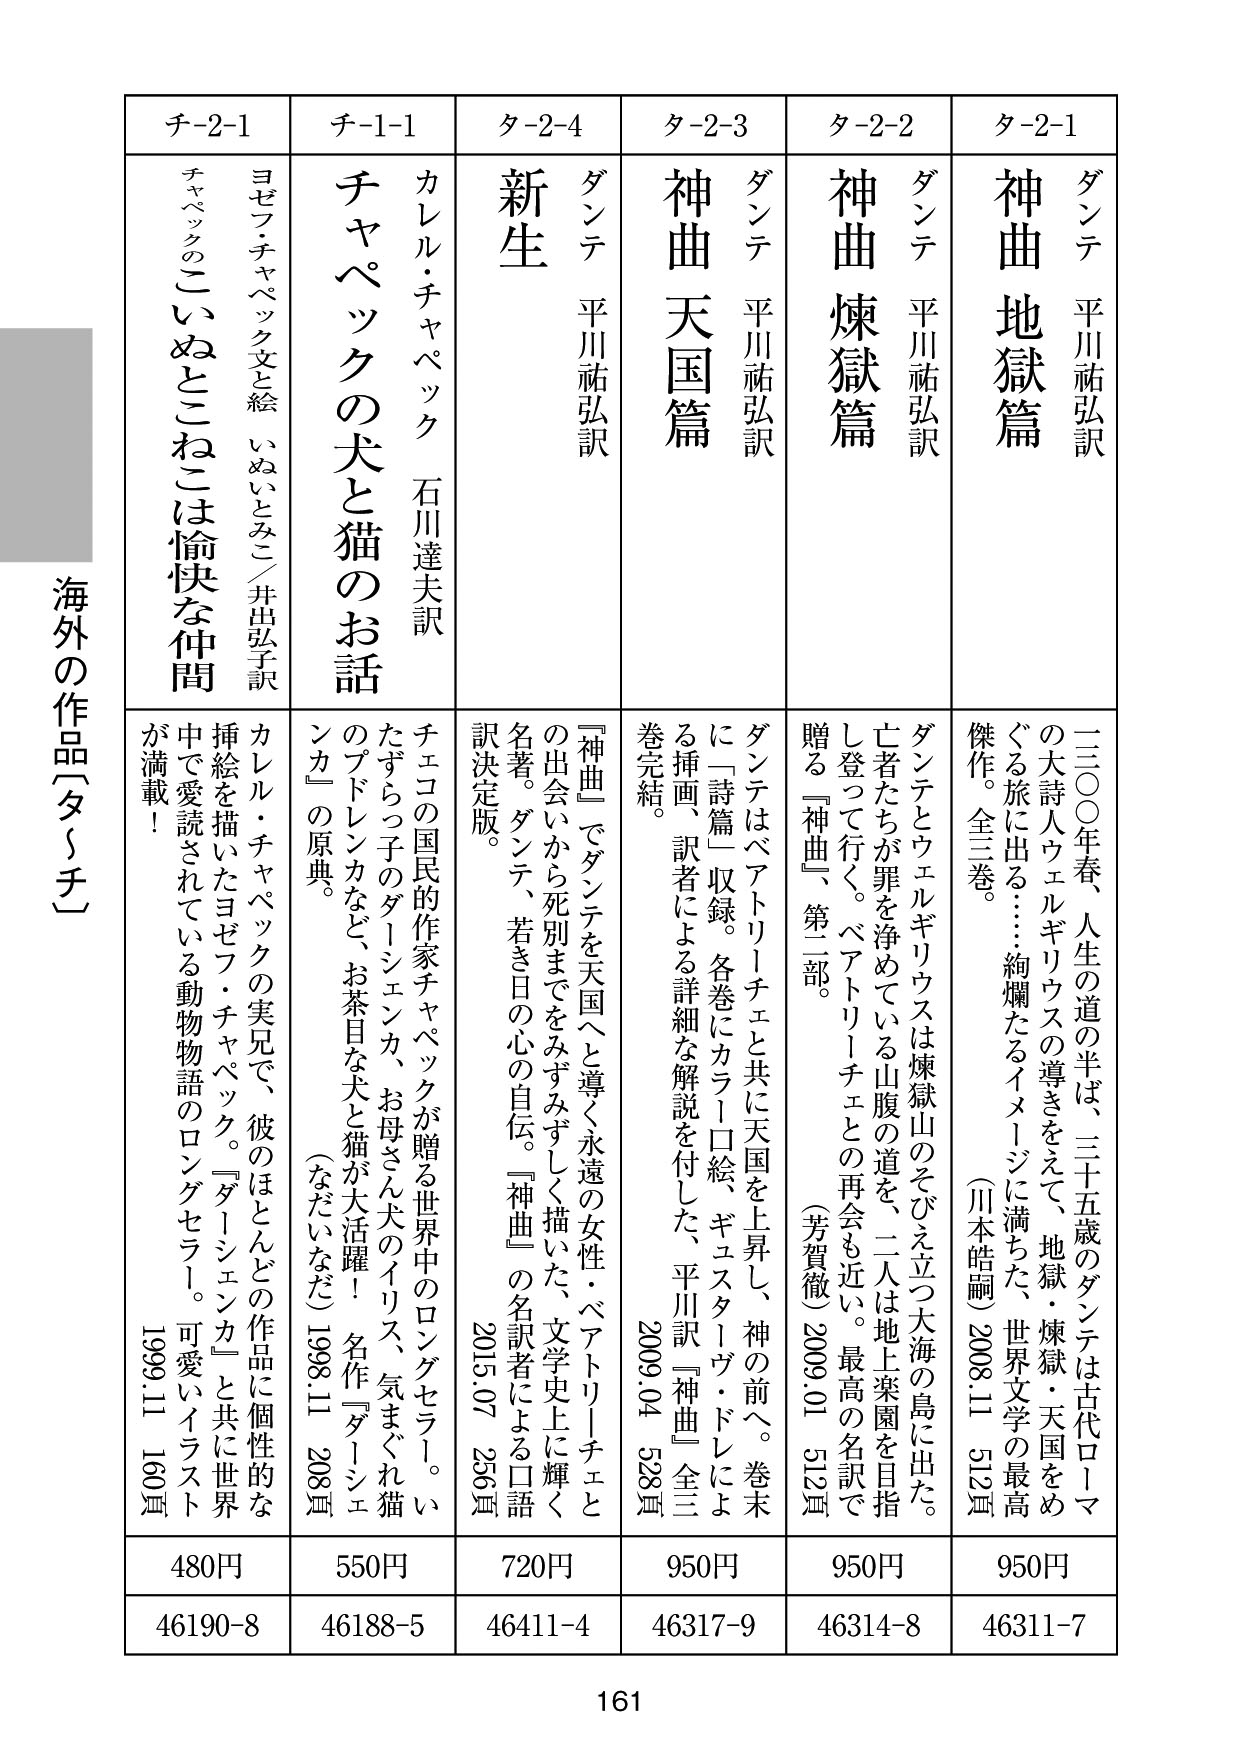 タ-2-1
ダンテ　平川祐弘訳
神曲 地獄篇
一三〇〇年春、人生の道の半ば、三十五歳のダンテは古代ローマ
の大詩人ウェルギリウスの導きをえて、地獄・煉獄・天国をめ
ぐる旅に出る……絢爛たるイメージに満ちた、世界文学の最高
傑作。全三巻。　（川本皓嗣）2008.11　512頁
950円
46311-7
タ-2-2
ダンテ　平川祐弘訳
神曲 煉獄篇
ダンテとウェルギリウスは煉獄山のそびえ立つ大海の島に出た。
亡者たちが罪を浄めている山腹の道を、二人は地上楽園を目指
し登って行く。ベアトリーチェとの再会も近い。最高の名訳で
贈る『神曲』、第二部。　（芳賀徹）2009.01　512頁
950円
46314-8
タ-2-3
ダンテ　平川祐弘訳
神曲 天国篇
ダンテはベアトリーチェと共に天国を上昇し、神の前へ。巻末
に「詩篇」収録。各巻にカラー口絵、ギュスターヴ・ドレによ
る挿画、訳者による詳細な解説を付した、平川訳『神曲』全三
巻完結。　2009.04　528頁
950円
46317-9
タ-2-4
ダンテ　平川祐弘訳
新生
『神曲』でダンテを天国へと導く永遠の女性・ベアトリーチェと
の出会いから死別までをみずみずしく描いた、文学史上に輝く
名著。ダンテ、若き日の心の自伝。『神曲』の名訳者による口語
訳決定版。　2015.07　256頁
720円
46411-4
チ-1-1
カレル・チャペック　石川達夫訳
チャペックの犬と猫のお話
チェコの国民的作家チャペックが贈る世界中のロングセラー。い
たずらっ子のダーシェンカ、お母さん犬のイリス、気まぐれ猫
のプドレンカなど、お茶目な犬と猫が大活躍！　名作『ダーシェ
ンカ』の原典。　（なだいなだ）1998.11　208頁
550円
46188-5
チ-2-1
ヨゼフ・チャペック文と絵　いぬいとみこ／井出弘子訳
チャペックのこいぬとこねこは愉快な仲間
カレル・チャペックの実兄で、彼のほとんどの作品に個性的な
挿絵を描いたヨゼフ・チャペック。『ダーシェンカ』と共に世界
中で愛読されている動物物語のロングセラー。可愛いイラスト
が満載！　1999.11　160頁
480円
46190-8
海外の作品〔タ〜チ〕
161